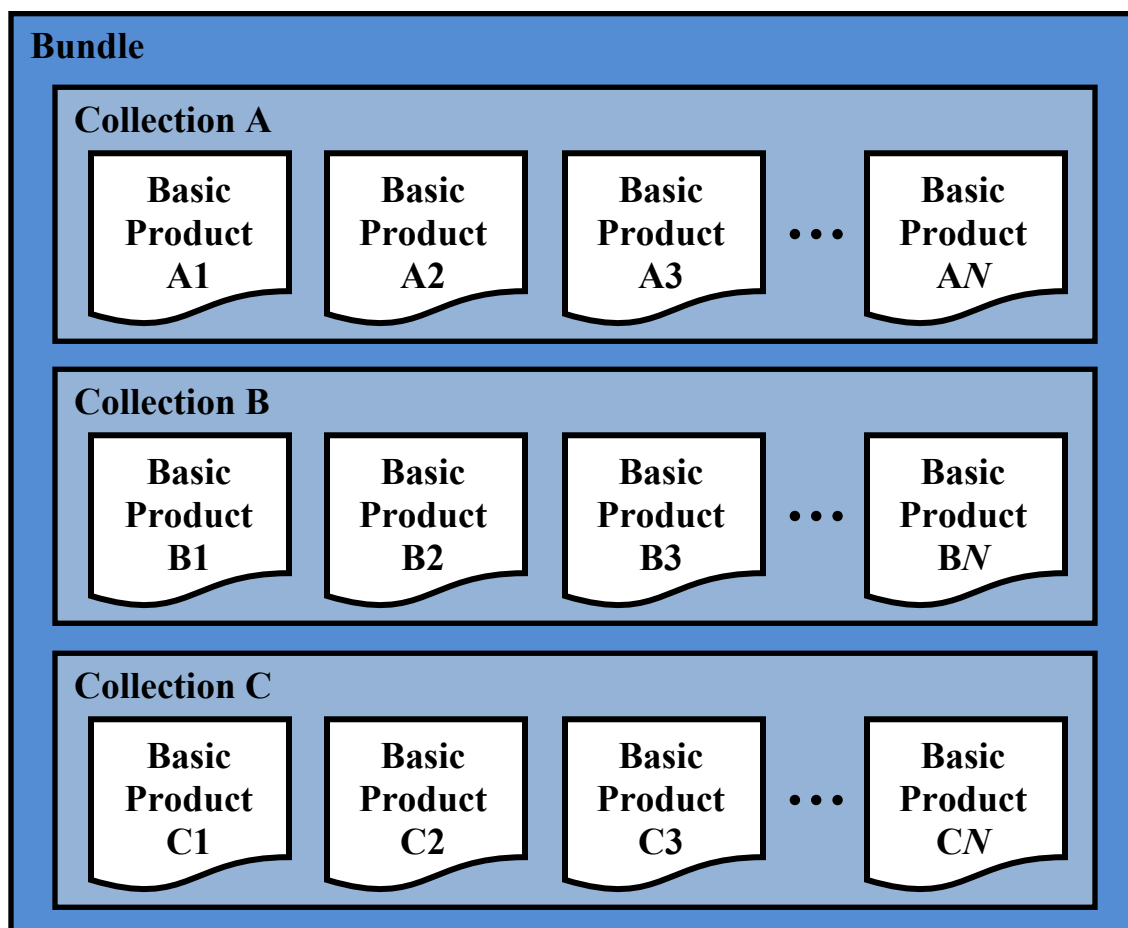 Bundle
Collection A
Basic
Product
A1
Basic
Product
A2
Basic
Product
A3
...
Basic
Product
AN
Collection B
Basic
Product
B1
Basic
Product
B2
Basic
Product
B3
...
Basic
Product
BN
Collection C
Basic
Product
C1
Basic
Product
C2
Basic
Product
C3
...
Basic
Product
CN